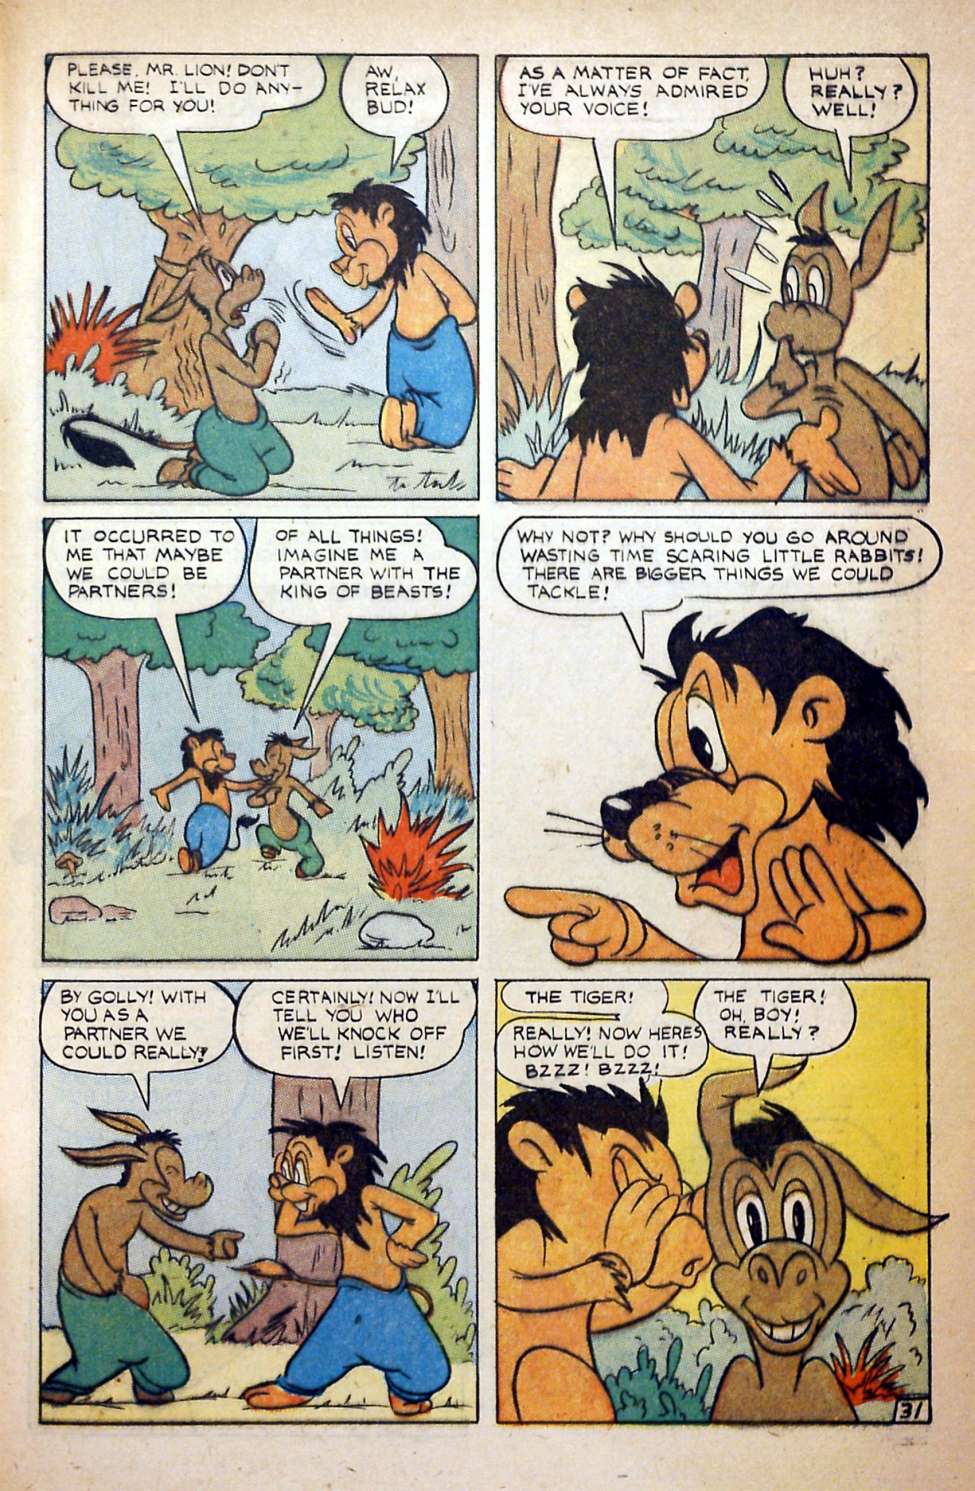 PLEASE, MR. LION! DON'T
KILL ME! I'LL DO ANY-
THING FOR YOU!
AW,
RELAX
BUD!
AS A MATTER OF FACT,
I'VE ALWAYS ADMIRED
YOUR VOICE!
HUH?
REALLY?
WELL!
IT OCCURRED TO
ME THAT MAYBE
WE COULD BE
PARTNERS!
OF ALL THINGS!
IMAGINE ME A
PARTNER WITH THE
KING OF BEASTS!
WHY NOT? WHY SHOULD YOU GO AROUND
WASTING TIME SCARING LITTLE RABBITS!
THERE ARE BIGGER THINGS WE COULD
TACKLE!
BY GOLLY! WITH
YOU AS A
PARTNER WE
COULD REALLY?
CERTAINLY! NOW I'LL
TELL YOU WHO
WE'LL KNOCK OFF
FIRST! LISTEN!
THE TIGER!
REALLY! NOW HERES
HOW WE'LL DO IT!
BZZZ! BZZZ!
THE TIGER!
OH, BOY!
REALLY?
31